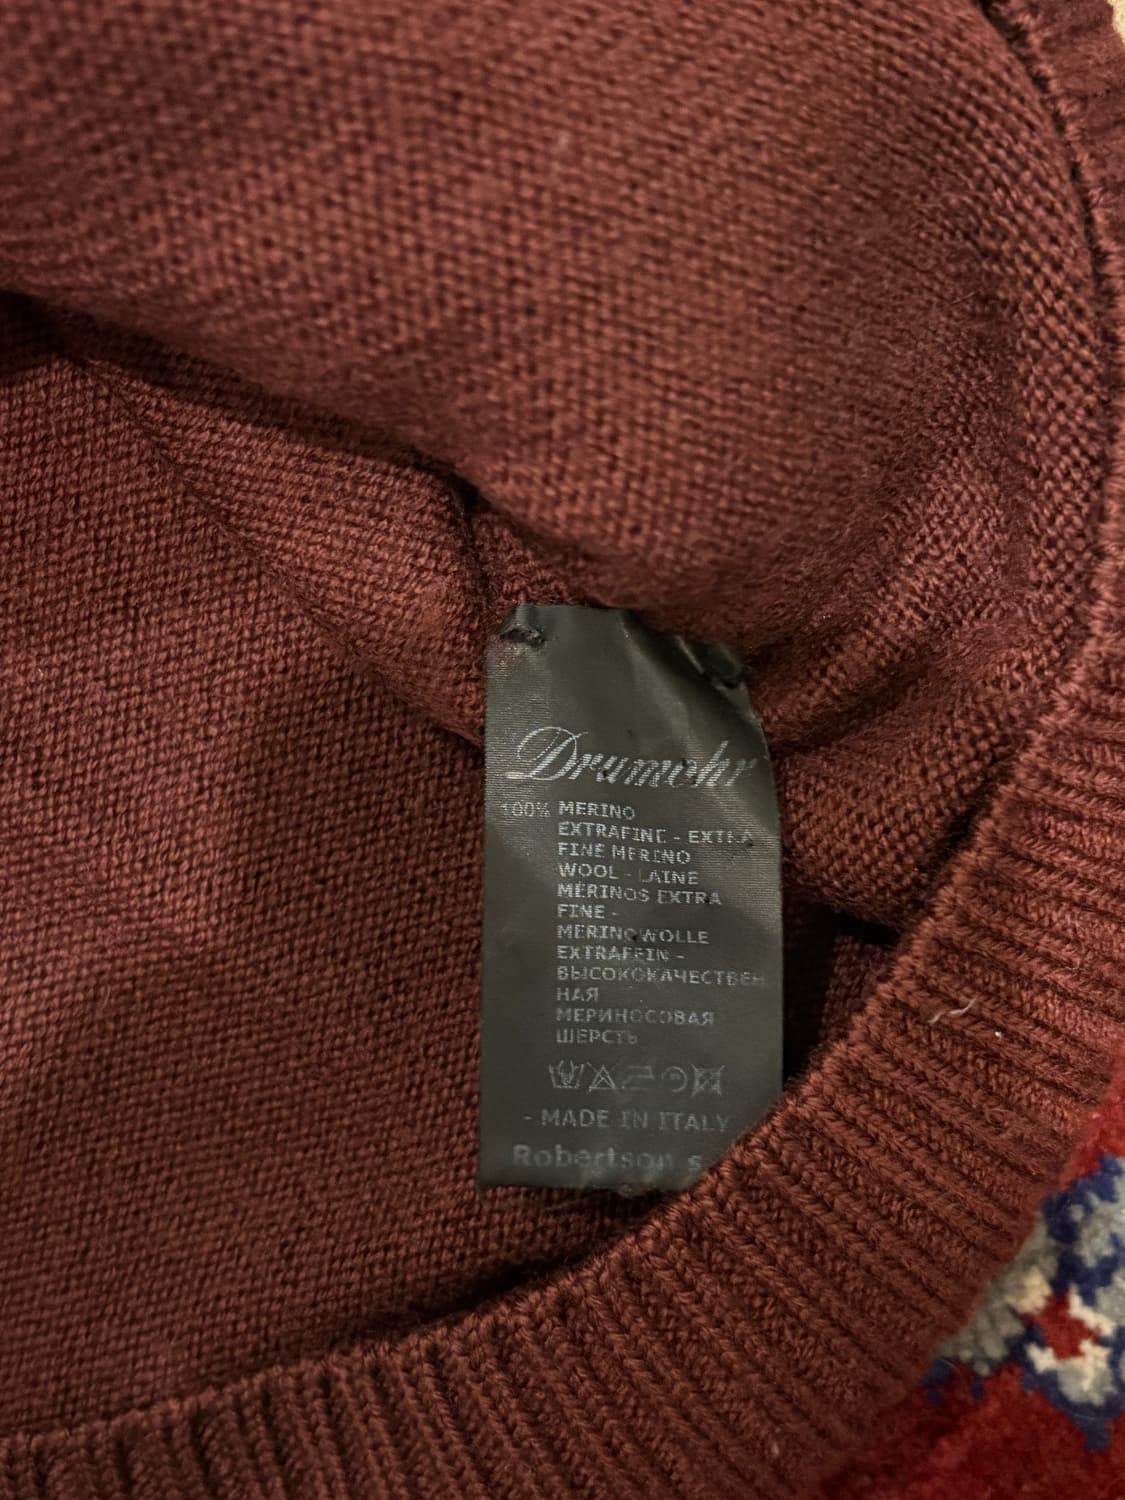 Drumohr
100% MERINO
EXTRAFINE - EXTRA
FINE MERINO
WOOL - LAINE
MERINOS EXTRA
FINE -
MERINOWOLLE
EXTRAFEIN -
ВЫСОКОКАЧЕСТВЕН
НАЯ
МЕРИНОСОВАЯ
ШЕРСТЬ
- MADE IN ITALY
Robertson s